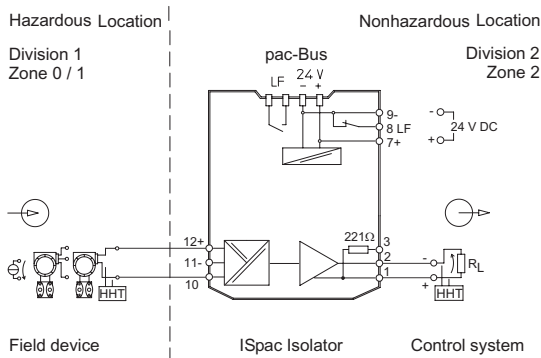 Hazardous Location
Nonhazardous Location
Division 1
Zone 0 / 1
pac-Bus
Division 2
Zone 2
LF
24 V
– +
9-
8 LF
7+
-
24 V DC
+
12+
11-
10
221Ω
3
2
1
-
+
RL
HHT
HHT
Field device
ISpac Isolator
Control system